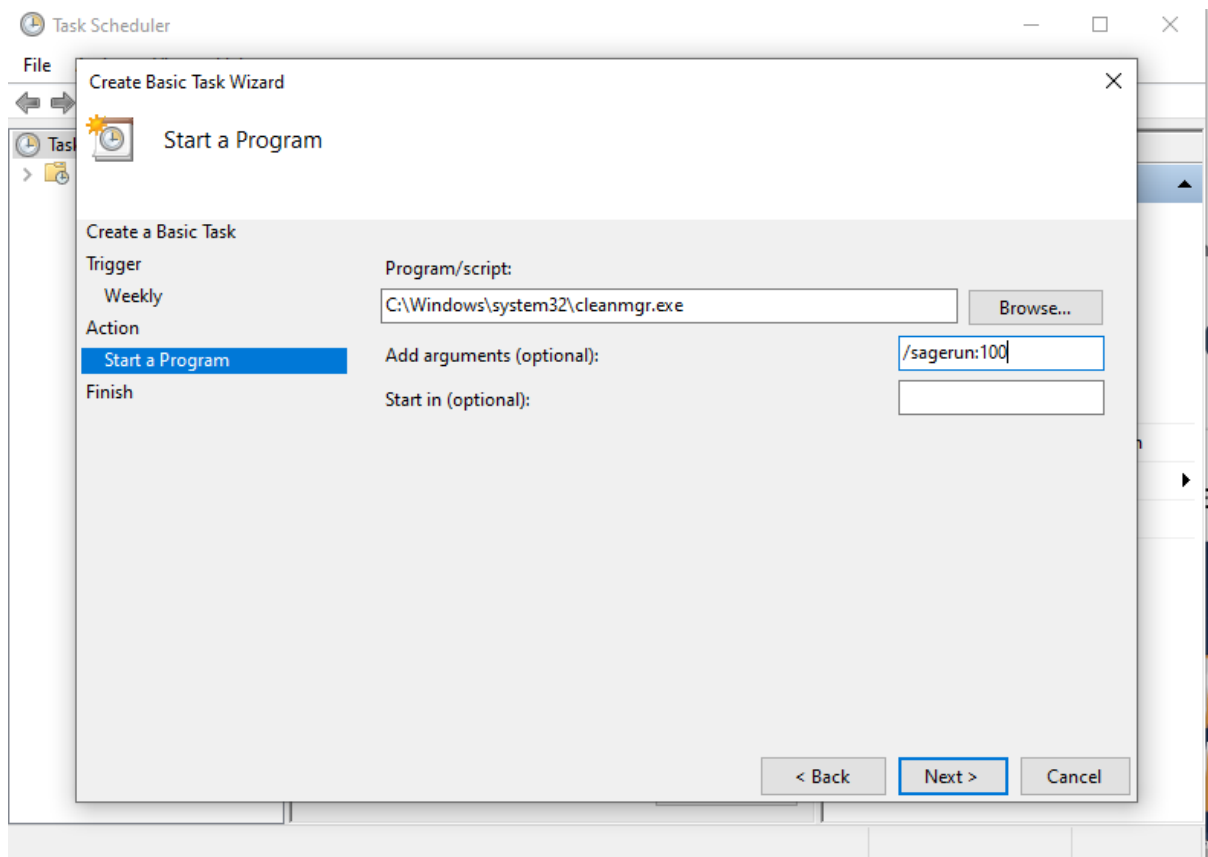 Task Scheduler
File
Create Basic Task Wizard
Task
Start a Program
Create a Basic Task
Trigger
Weekly
Action
Start a Program
Finish
Program/script:
C:\Windows\system32\cleanmgr.exe
Browse...
Add arguments (optional):
/sagerun:100
Start in (optional):
< Back
Next >
Cancel